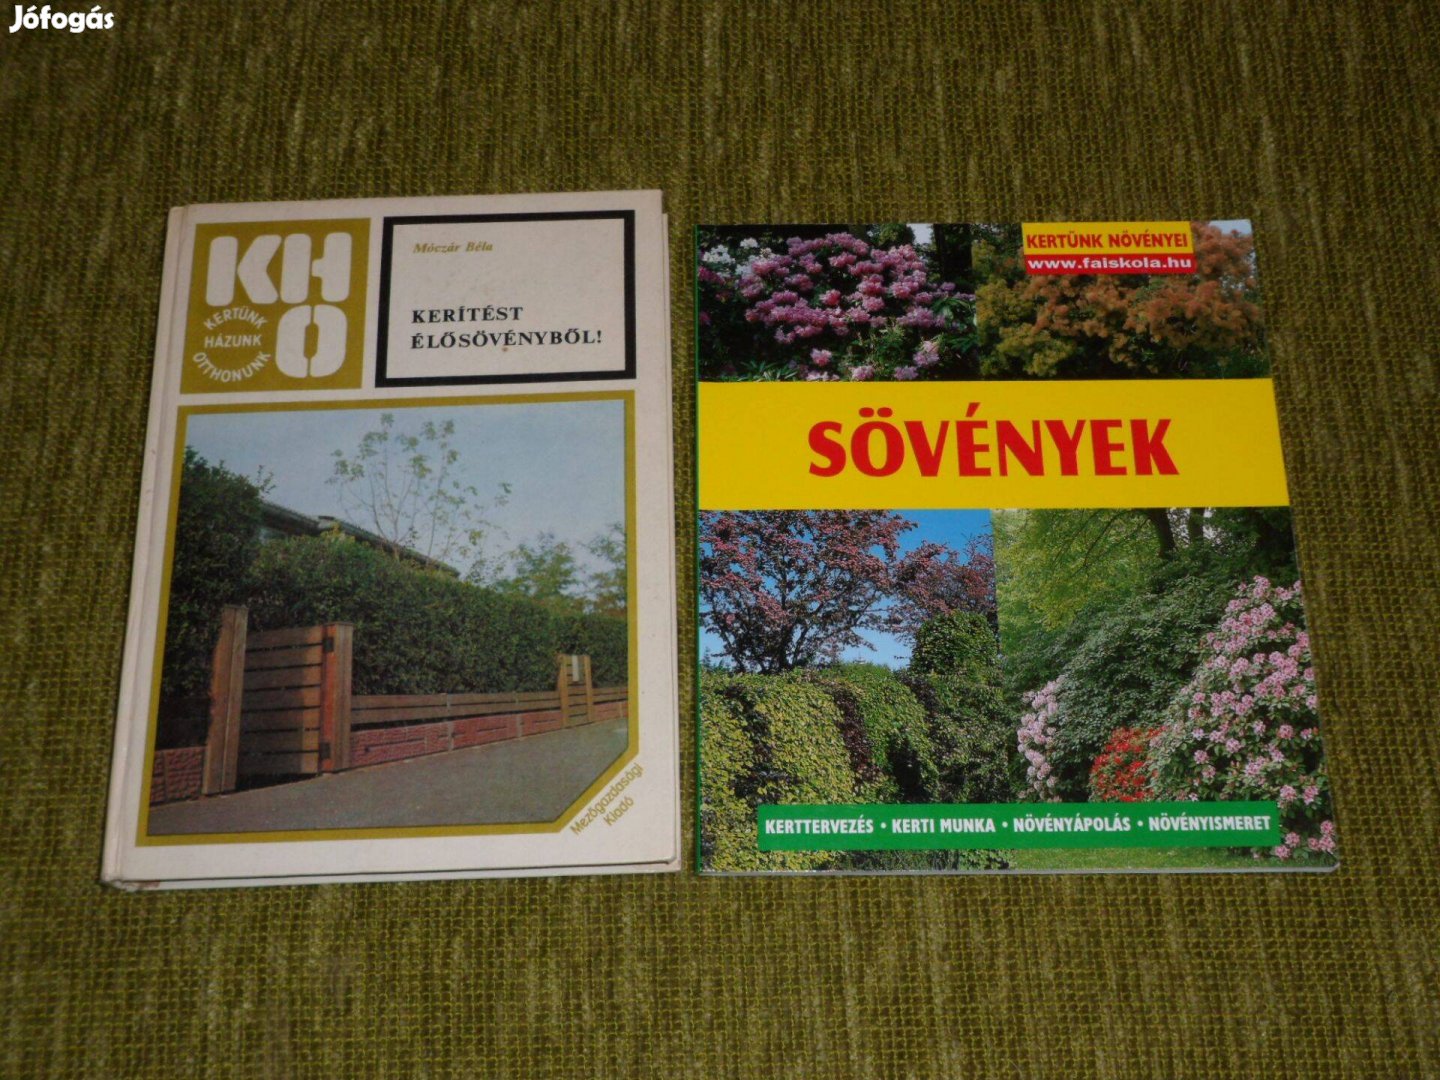 Jófogás
KH
O
KERTÜNK
HÁZUNK
OTTHONUNK
Móczár Béla
KERÍTÉST
ÉLŐSÖVÉNYBŐL!
Mezőgazdasági
Kiadó
KERTÜNK NÖVÉNYEI
www.faiskola.hu
SÖVÉNYEK
KERTTERVEZÉS • KERTI MUNKA • NÖVÉNYÁPOLÁS • NÖVÉNYISMERET